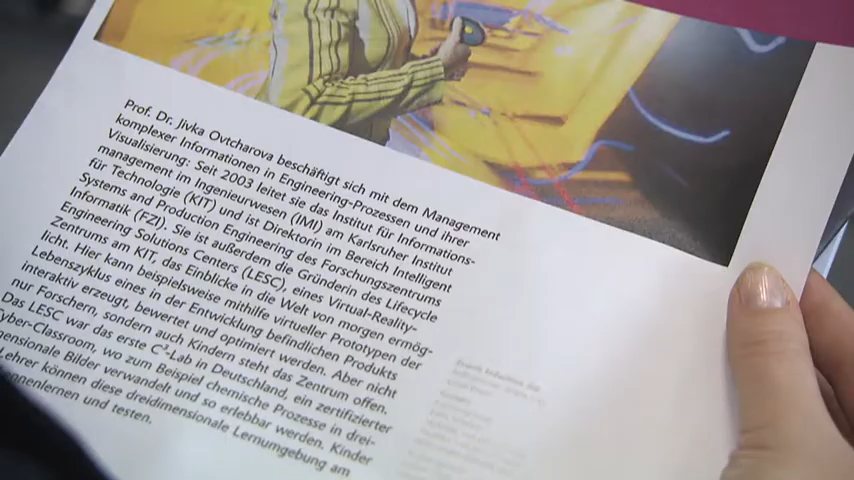 Prof. Dr. Jivka Ovtcharova beschäftigt sich mit dem Management
komplexer Informationen in Engineering-Prozessen und ihrer
Visualisierung: Seit 2003 leitet sie das Institut für Informations-
management im Ingenieurwesen (IMI) am Karlsruher Institut
für Technologie (KIT) und ist Direktorin im Bereich Intelligent
Systems and Production Engineering des Forschungszentrums
Informatik (FZI). Sie ist außerdem die Gründerin des Lifecycle
Engineering Solutions Centers (LESC), eines Virtual-Reality-
Zentrums am KIT, das Einblicke in die Welt von morgen ermög-
licht. Hier kann beispielsweise mithilfe virtueller Prototypen der
Lebenszyklus eines in der Entwicklung befindlichen Produkts
interaktiv erzeugt, bewertet und optimiert werden. Aber nicht
nur Forschern, sondern auch Kindern steht das Zentrum offen.
Das LESC war das erste C³-Lab in Deutschland, ein zertifizierter
Cyber-Classroom, wo zum Beispiel chemische Prozesse in drei-
mensionale Bilder verwandelt und so erlebbar werden. Kinder
Lehrer können diese dreidimensionale Lernumgebung am
nnenlernen und testen.